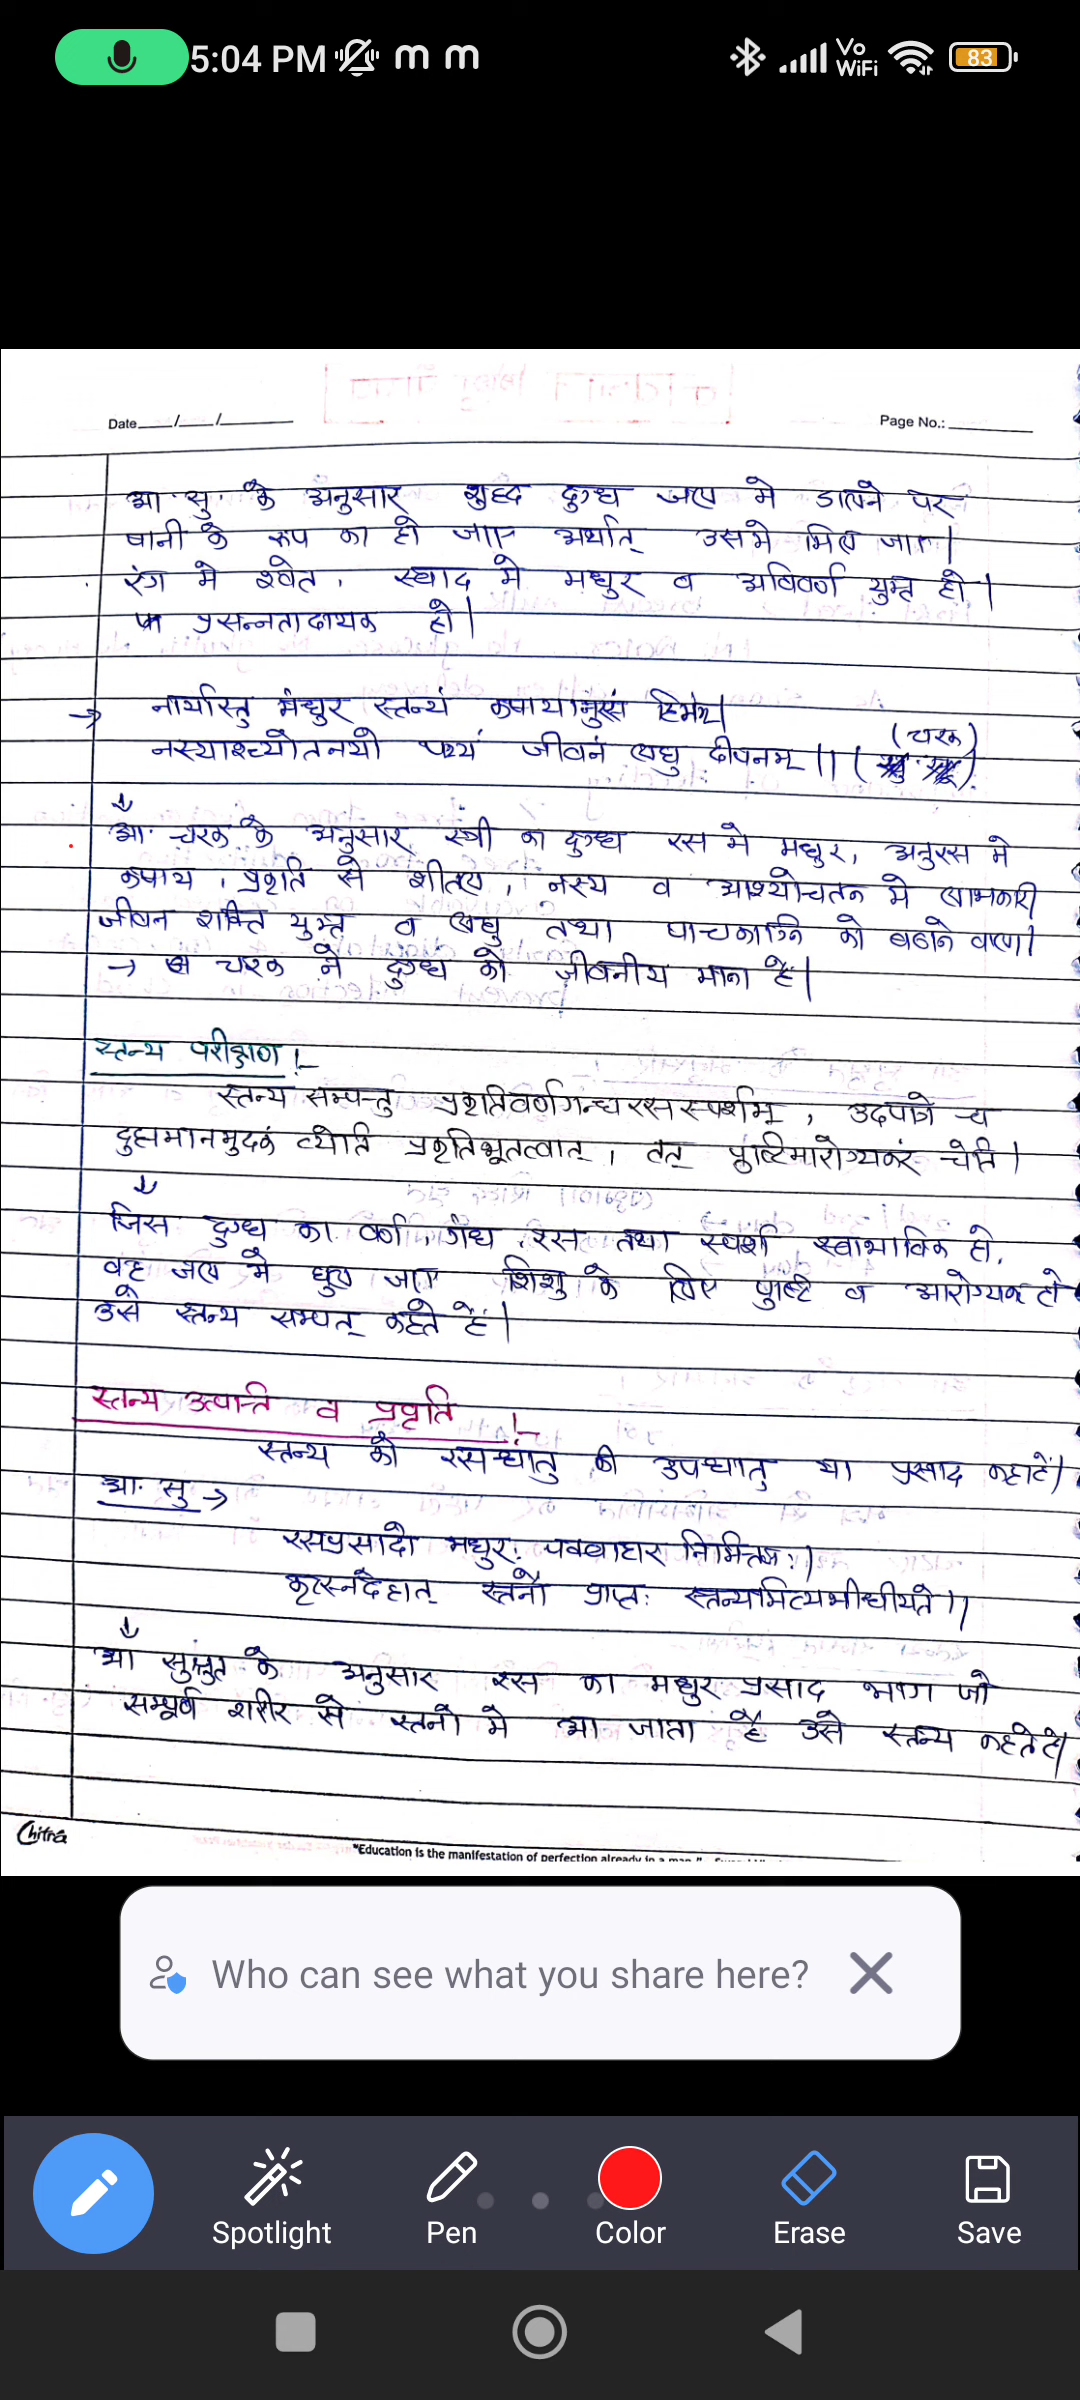 5:04 PM m m Vo WiFi 83
Date___/___/___ Page No.:
आ. सु. के अनुसार शुद्ध दुग्ध जल मे डालने पर
पानी के रूप का हो जाए अर्थात् उसमे मिल जाए।
रंग मे श्वेत, स्वाद मे मधुर व अविवर्ण युक्त हो।
प्रसन्नतादायक हो।
→ नार्यास्तु मधुर स्तन्यं कषायानुरसं हिमं।
नस्याश्च्योतनयो पथ्यं जीवनं लघु दीपनम्॥ (चरक)
↓
आ. चरक के अनुसार स्त्री का दुग्ध रस मे मधुर, अनुरस मे
कषाय, प्रकृति से शीतल, नस्य व आश्च्योतन मे लाभकारी
जीवन शक्ति युक्त व लघु तथा पाचकाग्नि को बढाने वाला।
→ चरक ने दुग्ध को जीवनीय माना है।
स्तन्य परीक्षण !-
स्तन्य सम्पत्तु प्रकृतिवर्णगन्धरसस्पर्शम्, उदपात्रे च
दुह्यमानमुदकं व्येति प्रकृतिभूतत्वात्, तत् पुष्टिमारोग्यकरं चेति।
↓
जिस दुग्ध का वर्ण, गंध, रस तथा स्पर्श स्वाभाविक हो,
वह जल मे घुल जाए शिशु के लिए पुष्टि व आरोग्यक हो
उसे स्तन्य सम्पत् कहते है।
स्तन्य उत्पत्ति व प्रवृति !-
स्तन्य को रसधातु की उपधातु या प्रसाद कहा है।
आ. सु →
रसप्रसादो मधुरः पक्वाहार निमित्तजः।
कृत्स्नदेहात् स्तनौ प्राप्तः स्तन्यमित्यभीधीयते॥
↓
आ सुश्रुत के अनुसार रस का मधुर प्रसाद भाग जो
सम्पूर्ण शरीर से स्तनो मे आ जाता है उसे स्तन्य कहते है।
Chitra
"Education is the manifestation of perfection already in a man."
Who can see what you share here?
Spotlight Pen Color Erase Save